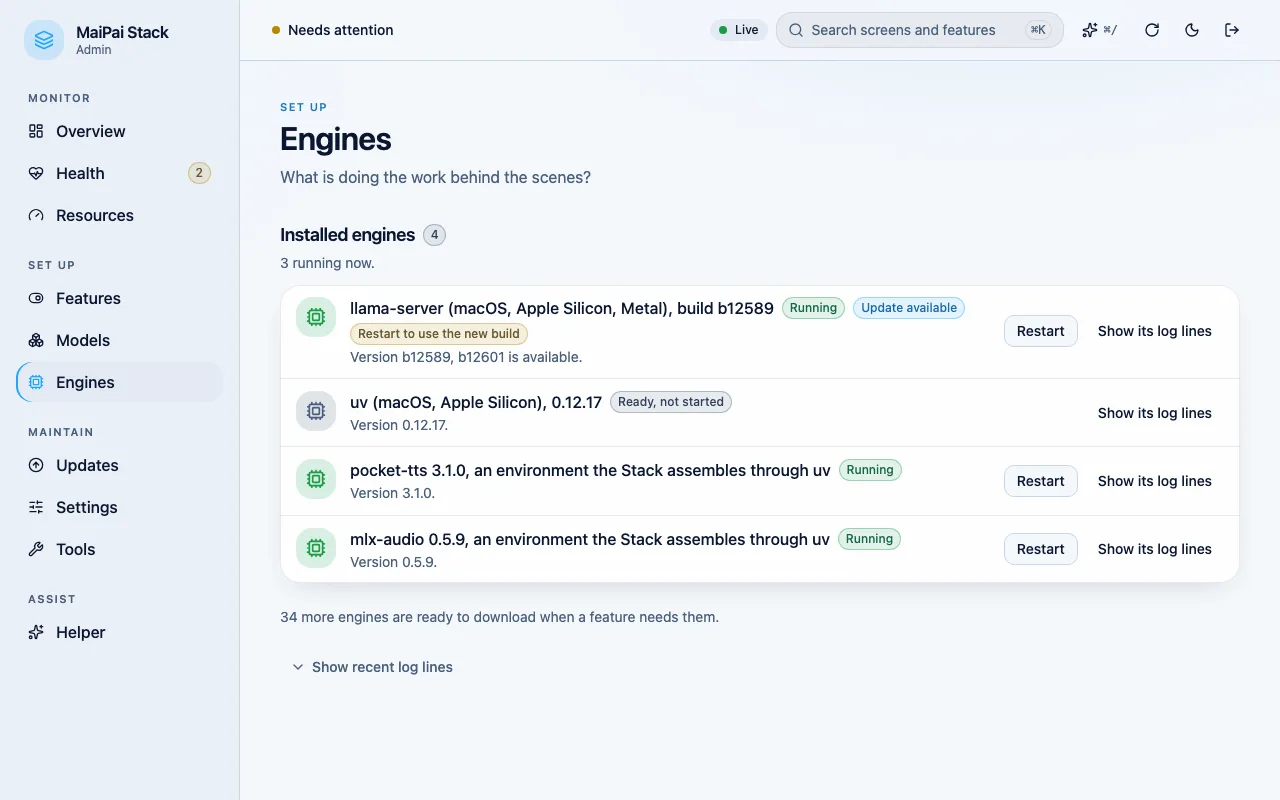 MaiPai Stack
Admin
MONITOR
Overview
Health 2
Resources
SET UP
Features
Models
Engines
MAINTAIN
Updates
Settings
Tools
ASSIST
Helper
Needs attention
Live
Search screens and features ⌘K
⌘/
SET UP
Engines
What is doing the work behind the scenes?
Installed engines 4
3 running now.
llama-server (macOS, Apple Silicon, Metal), build b12589 Running Update available
Restart to use the new build
Version b12589, b12601 is available.
Restart Show its log lines
uv (macOS, Apple Silicon), 0.12.17 Ready, not started
Version 0.12.17.
Show its log lines
pocket-tts 3.1.0, an environment the Stack assembles through uv Running
Version 3.1.0.
Restart Show its log lines
mlx-audio 0.5.9, an environment the Stack assembles through uv Running
Version 0.5.9.
Restart Show its log lines
34 more engines are ready to download when a feature needs them.
Show recent log lines